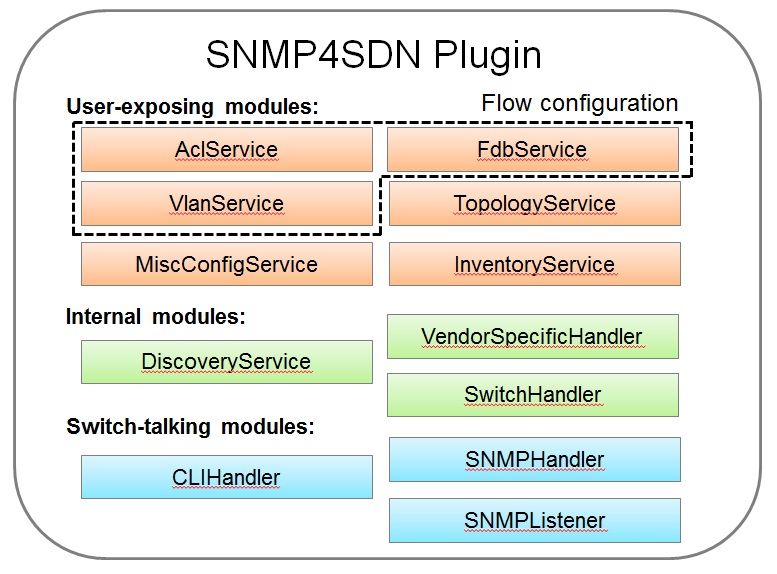 SNMP4SDN Plugin
User-exposing modules:
Flow configuration
AclService
FdbService
VlanService
TopologyService
MiscConfigService
InventoryService
Internal modules:
VendorSpecificHandler
DiscoveryService
SwitchHandler
Switch-talking modules:
SNMPHandler
CLIHandler
SNMPListener